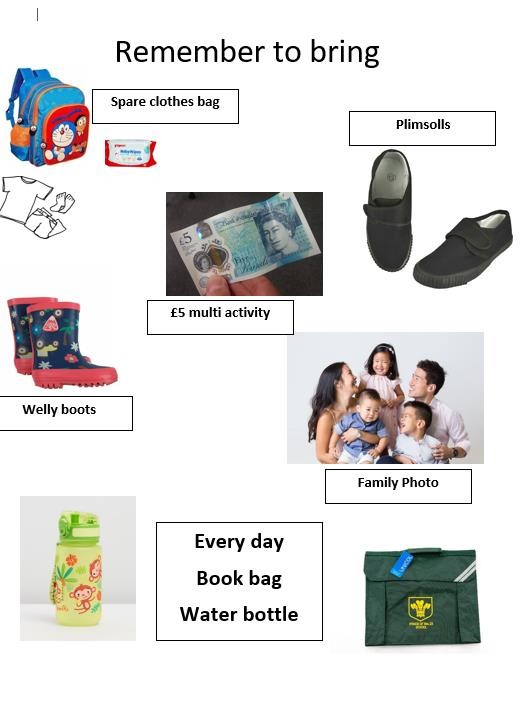 Remember to bring
Spare clothes bag
Plimsolls
£5
£5 multi activity
Welly boots
Family Photo
Every day
Book bag
Water bottle